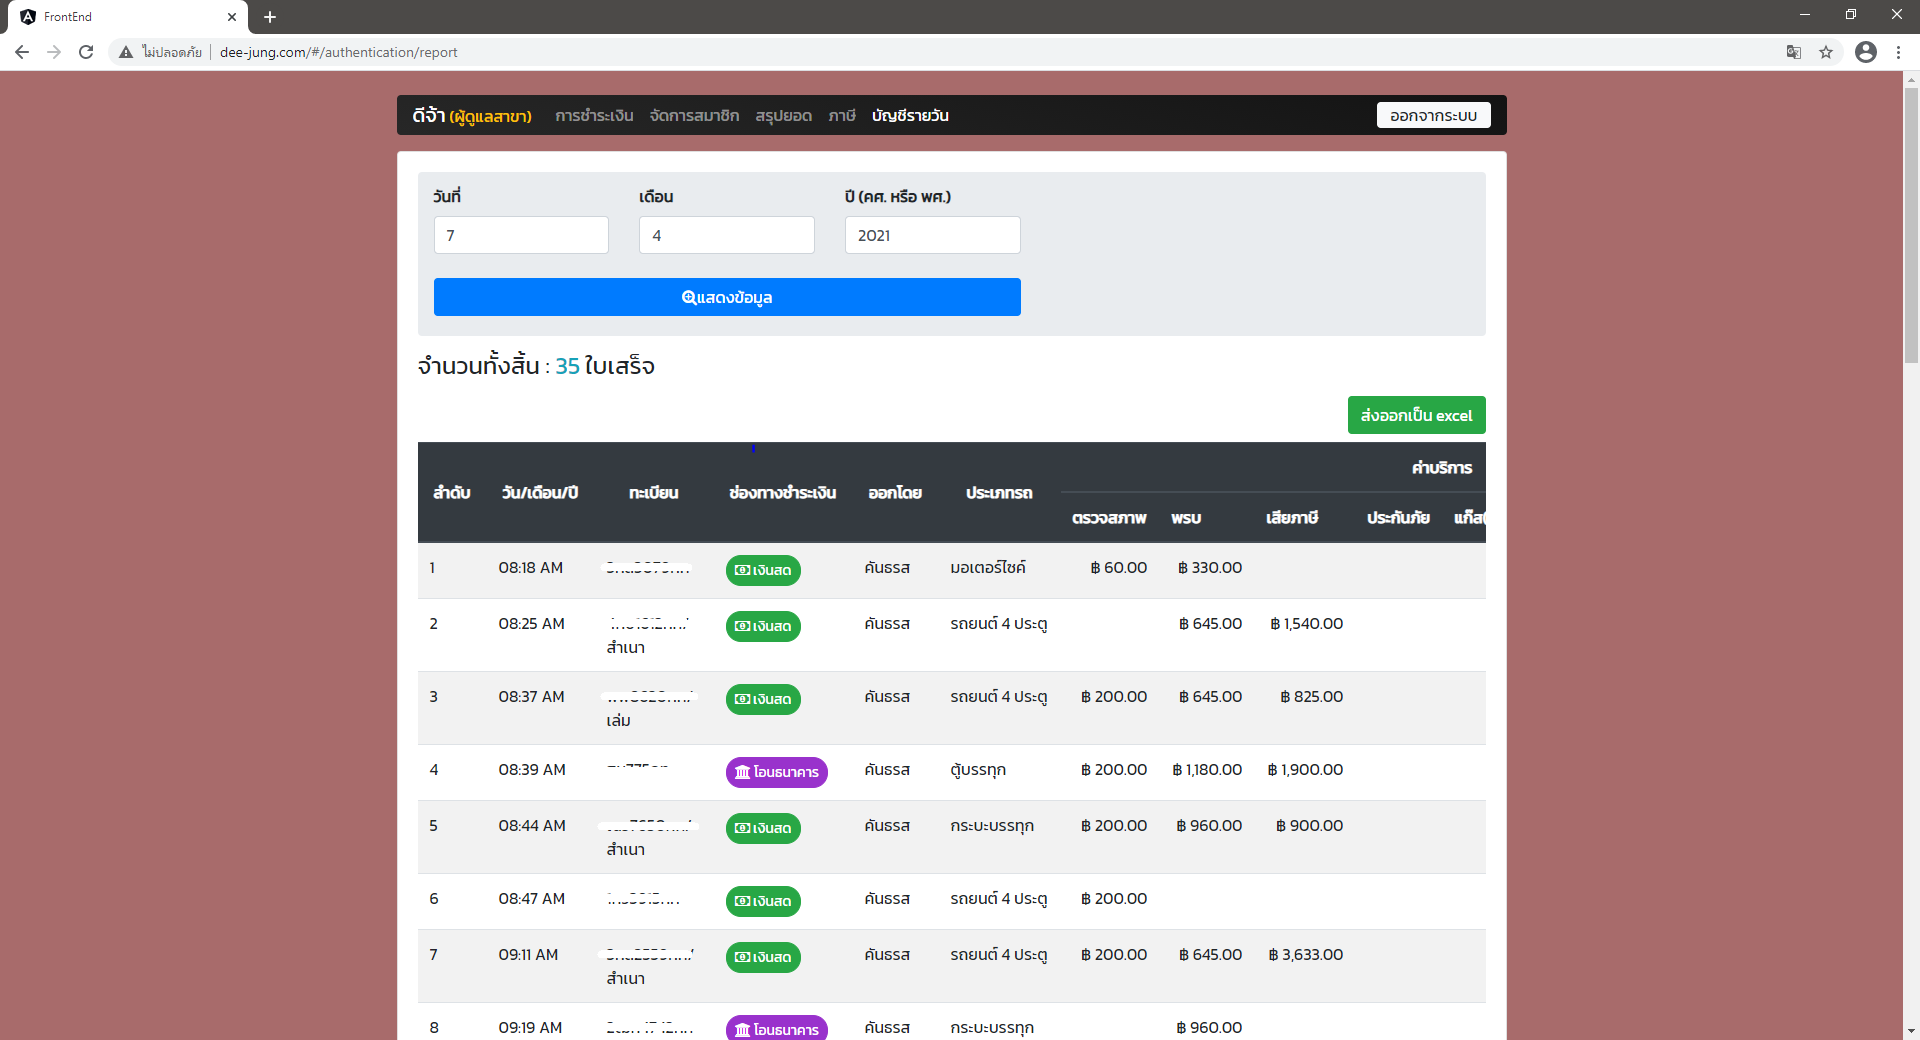 FrontEnd
ไม่ปลอดภัย dee-jung.com/#/authentication/report
ดีจ้า (ผู้ดูแลสาขา) การชำระเงิน จัดการสมาชิก สรุปยอด ภาษี บัญชีรายวัน ออกจากระบบ
วันที่ เดือน ปี (คศ. หรือ พศ.)
7 4 2021
แสดงข้อมูล
จำนวนทั้งสิ้น : 35 ใบเสร็จ
ส่งออกเป็น excel
ค่าบริการ
ลำดับ วัน/เดือน/ปี ทะเบียน ช่องทางชำระเงิน ออกโดย ประเภทรถ
ตรวจสภาพ พรบ เสียภาษี ประกันภัย
1 08:18 AM เงินสด คันธรส มอเตอร์ไซค์ ฿ 60.00 ฿ 330.00
2 08:25 AM เงินสด คันธรส รถยนต์ 4 ประตู ฿ 645.00 ฿ 1,540.00
สำเนา
3 08:37 AM เงินสด คันธรส รถยนต์ 4 ประตู ฿ 200.00 ฿ 645.00 ฿ 825.00
เล่ม
4 08:39 AM โอนธนาคาร คันธรส ตู้บรรทุก ฿ 200.00 ฿ 1,180.00 ฿ 1,900.00
5 08:44 AM เงินสด คันธรส กระบะบรรทุก ฿ 200.00 ฿ 960.00 ฿ 900.00
สำเนา
6 08:47 AM เงินสด คันธรส รถยนต์ 4 ประตู ฿ 200.00
7 09:11 AM เงินสด คันธรส รถยนต์ 4 ประตู ฿ 200.00 ฿ 645.00 ฿ 3,633.00
สำเนา
8 09:19 AM โอนธนาคาร คันธรส กระบะบรรทุก ฿ 960.00